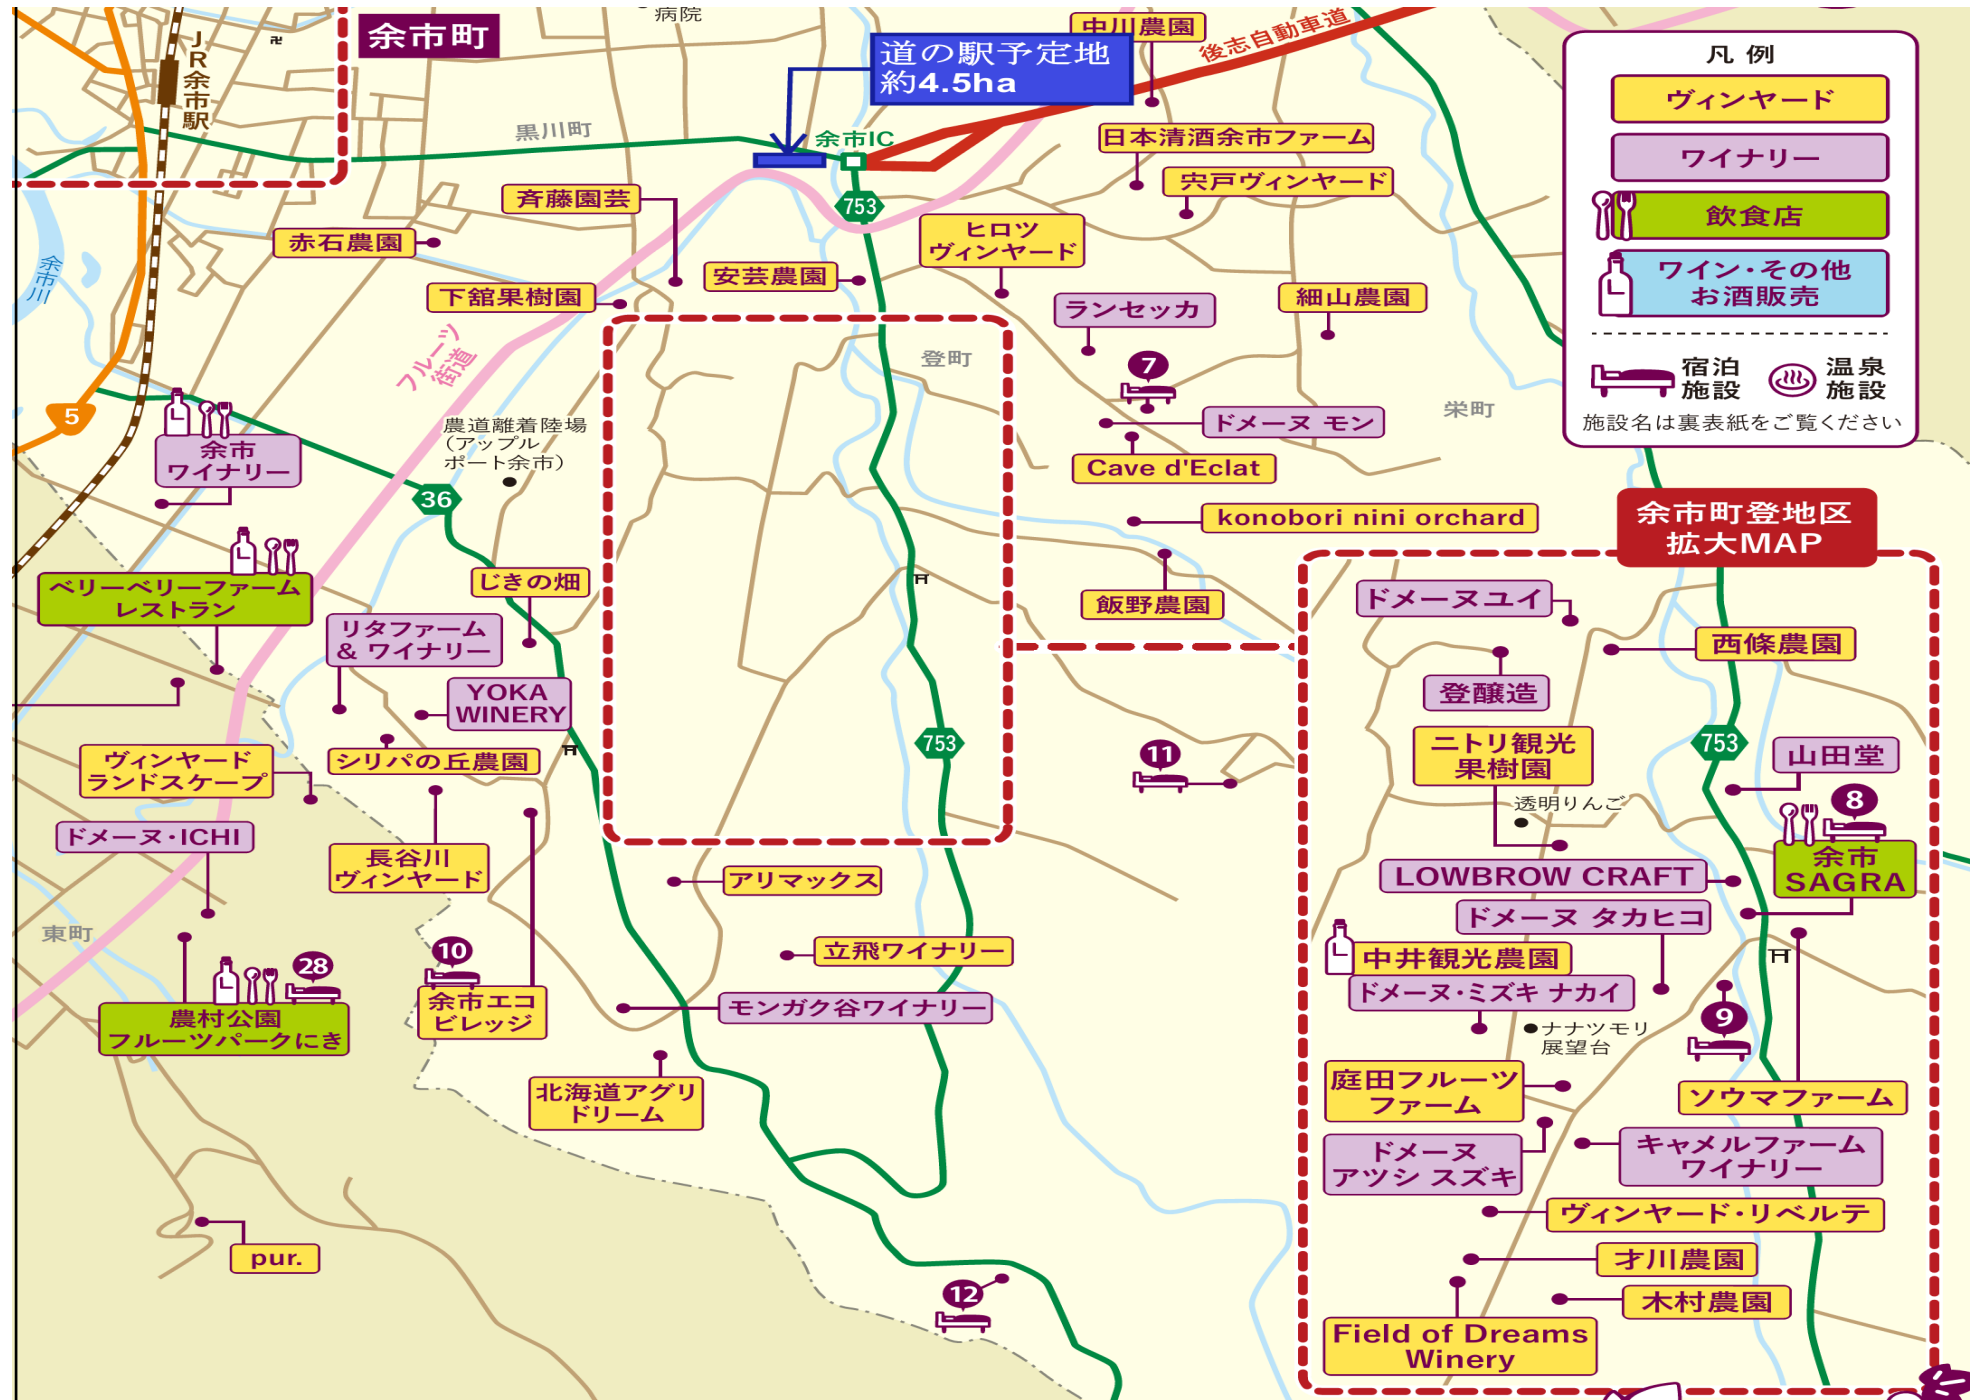 余市町
病院
中川農園
後志自動車道
道の駅予定地
約4.5ha
JR余市駅
黒川町
余市IC
凡例
ヴィンヤード
ワイナリー
飲食店
ワイン・その他
お酒販売
宿泊
施設
温泉
施設
施設名は裏表紙をご覧ください
日本清酒余市ファーム
宍戸ヴィンヤード
斉藤園芸
753
ヒロツ
ヴィンヤード
赤石農園
安芸農園
余市川
下舘果樹園
ランセッカ
細山農園
フルーツ
街道
登町
7
ドメーヌ モン
栄町
5
農道離着陸場
(アップル
ポート余市)
余市
ワイナリー
Cave d'Eclat
36
konobori nini orchard
余市町登地区
拡大MAP
ベリーベリーファーム
レストラン
じきの畑
飯野農園
ドメーヌユイ
リタファーム
& ワイナリー
西條農園
登醸造
YOKA
WINERY
753
ニトリ観光
果樹園
753
山田堂
11
ヴィンヤード
ランドスケープ
シリパの丘農園
透明りんご
8
ドメーヌ・ICHI
長谷川
ヴィンヤード
余市
SAGRA
アリマックス
LOWBROW CRAFT
ドメーヌ タカヒコ
東町
10
立飛ワイナリー
中井観光農園
28
余市エコ
ビレッジ
モンガク谷ワイナリー
ドメーヌ・ミズキ ナカイ
農村公園
フルーツパークにき
ナナツモリ
展望台
9
北海道アグリ
ドリーム
庭田フルーツ
ファーム
ソウマファーム
ドメーヌ
アツシ スズキ
キャメルファーム
ワイナリー
ヴィンヤード・リベルテ
pur.
才川農園
12
木村農園
Field of Dreams
Winery